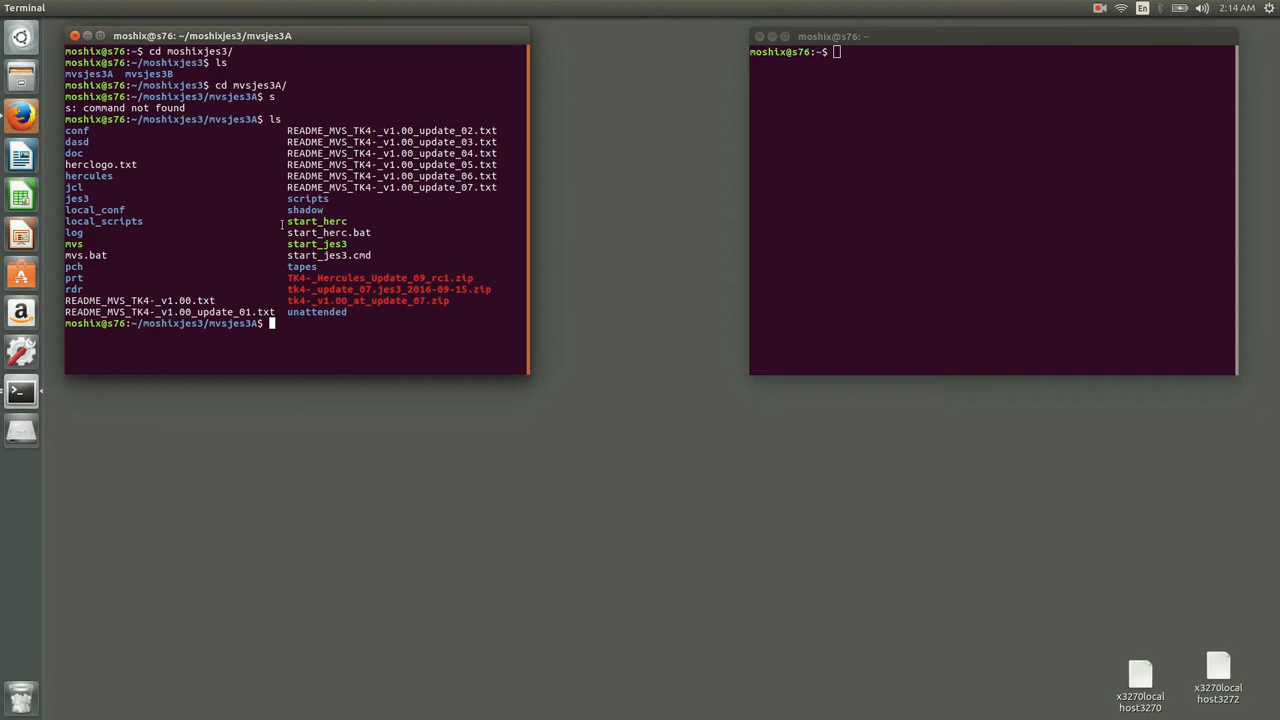 Terminal
En
2:14 AM
moshix@s76: ~/moshixjes3/mvsjes3A
moshix@s76:~$ cd moshixjes3/
moshix@s76:~/moshixjes3$ ls
mvsjes3A  mvsjes3B
moshix@s76:~/moshixjes3$ cd mvsjes3A/
moshix@s76:~/moshixjes3/mvsjes3A$ s
s: command not found
moshix@s76:~/moshixjes3/mvsjes3A$ ls
conf  README_MVS_TK4-_v1.00_update_02.txt
dasd  README_MVS_TK4-_v1.00_update_03.txt
doc  README_MVS_TK4-_v1.00_update_04.txt
herclogo.txt  README_MVS_TK4-_v1.00_update_05.txt
hercules  README_MVS_TK4-_v1.00_update_06.txt
jcl  README_MVS_TK4-_v1.00_update_07.txt
jes3  scripts
local_conf  shadow
local_scripts  start_herc
log  start_herc.bat
mvs  start_jes3
mvs.bat  start_jes3.cmd
pch  tapes
prt  TK4-_Hercules_Update_09_rc1.zip
rdr  tk4-_update_07.jes3_2016-09-15.zip
README_MVS_TK4-_v1.00.txt  tk4-_v1.00_at_update_07.zip
README_MVS_TK4-_v1.00_update_01.txt  unattended
moshix@s76:~/moshixjes3/mvsjes3A$
moshix@s76: ~
moshix@s76:~$
x3270local
host3270
x3270local
host3272